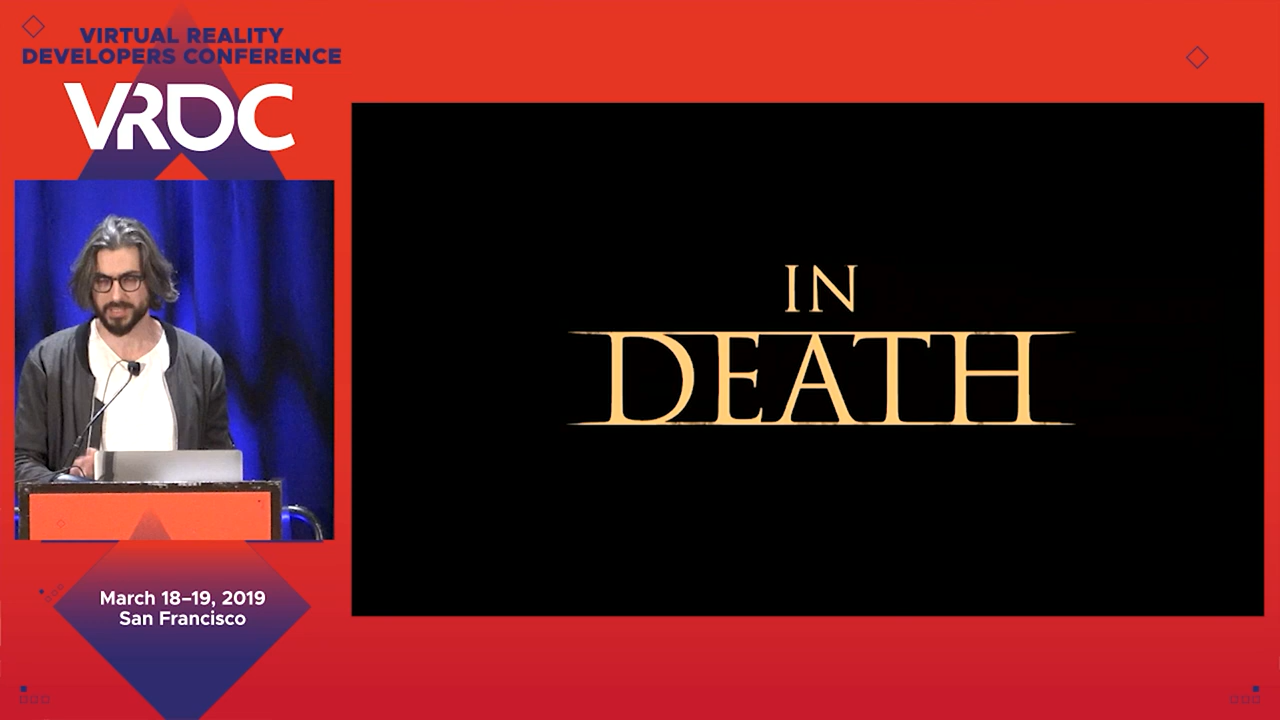 VIRTUAL REALITY
DEVELOPERS CONFERENCE
VRDC
IN
DEATH
March 18–19, 2019
San Francisco